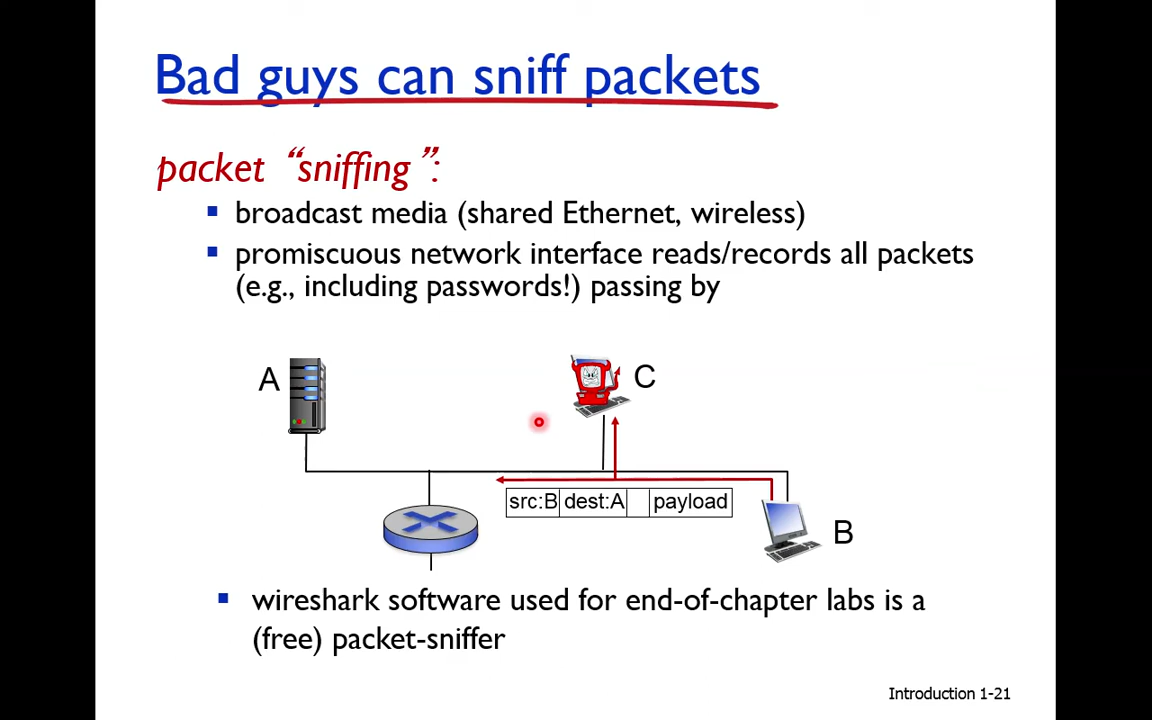 Bad guys can sniff packets
packet “sniffing”:
broadcast media (shared Ethernet, wireless)
promiscuous network interface reads/records all packets
(e.g., including passwords!) passing by
A
C
src:B dest:A payload
B
wireshark software used for end-of-chapter labs is a
(free) packet-sniffer
Introduction 1-21